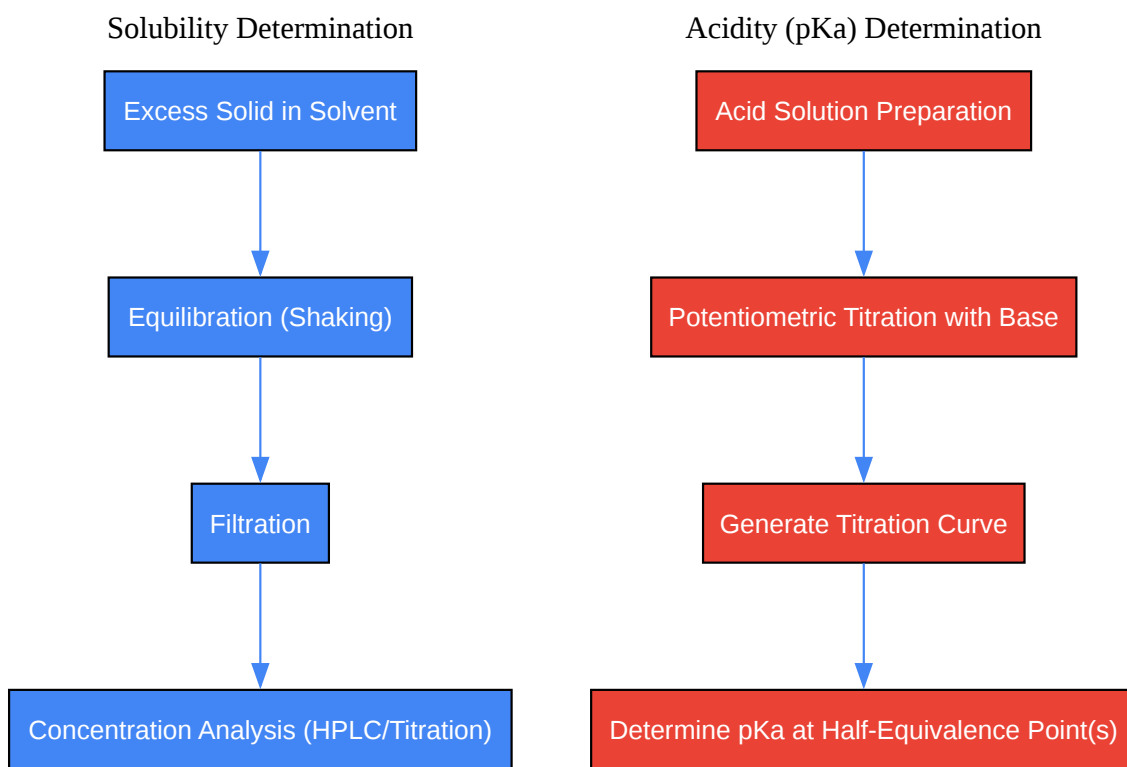 Solubility Determination
Excess Solid in Solvent
Equilibration (Shaking)
Filtration
Concentration Analysis (HPLC/Titration)
Acidity (pKa) Determination
Acid Solution Preparation
Potentiometric Titration with Base
Generate Titration Curve
Determine pKa at Half-Equivalence Point(s)